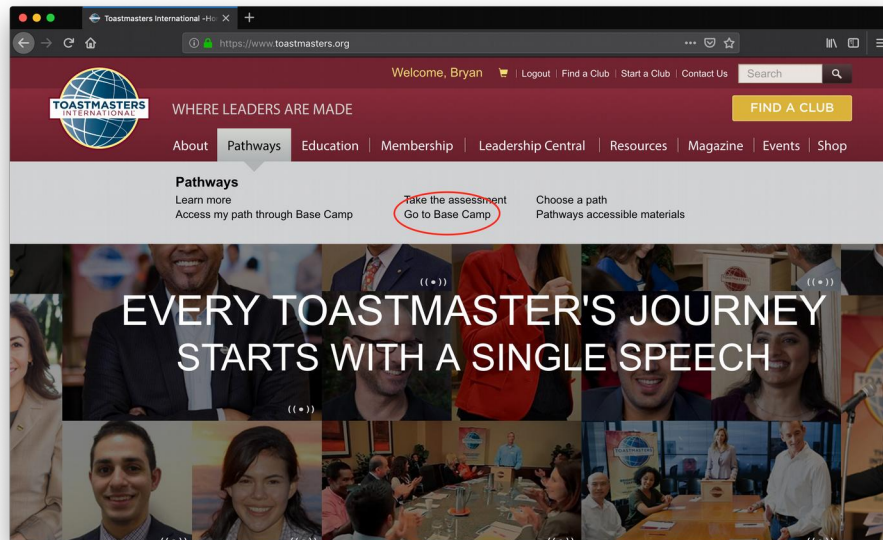 Toastmasters International -Ho
https://www.toastmasters.org
Welcome, Bryan | Logout | Find a Club | Start a Club | Contact Us Search
TOASTMASTERS
INTERNATIONAL
WHERE LEADERS ARE MADE
FIND A CLUB
About Pathways Education | Membership | Leadership Central | Resources | Magazine | Events | Shop
Pathways
Learn more Take the assessment Choose a path
Access my path through Base Camp Go to Base Camp Pathways accessible materials
EVERY TOASTMASTER'S JOURNEY
STARTS WITH A SINGLE SPEECH